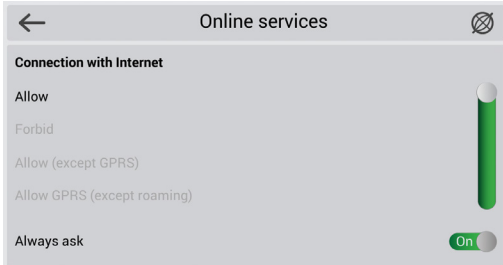 Online services
Connection with Internet
Allow
Forbid
Allow (except GPRS)
Allow GPRS (except roaming)
Always ask
On